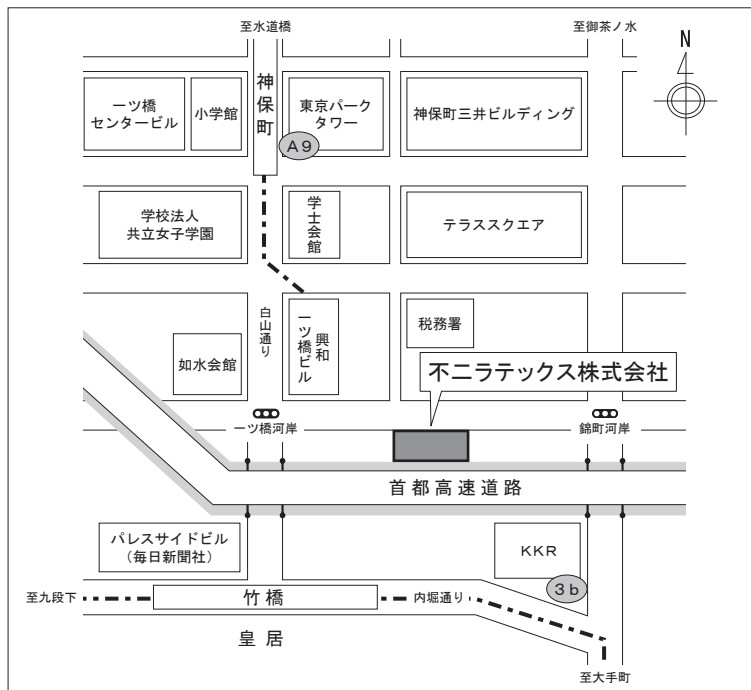 至水道橋
至御茶ノ水
N
一ツ橋
センタービル
小学館
神保町
東京パーク
タワー
神保町三井ビルディング
A9
学校法人
共立女子学園
学士会館
テラススクエア
白山通り
興和
一ツ橋ビル
税務署
如水会館
不二ラテックス株式会社
一ツ橋河岸
錦町河岸
首都高速道路
パレスサイドビル
（毎日新聞社）
KKR
3b
至九段下
竹橋
内堀通り
皇居
至大手町